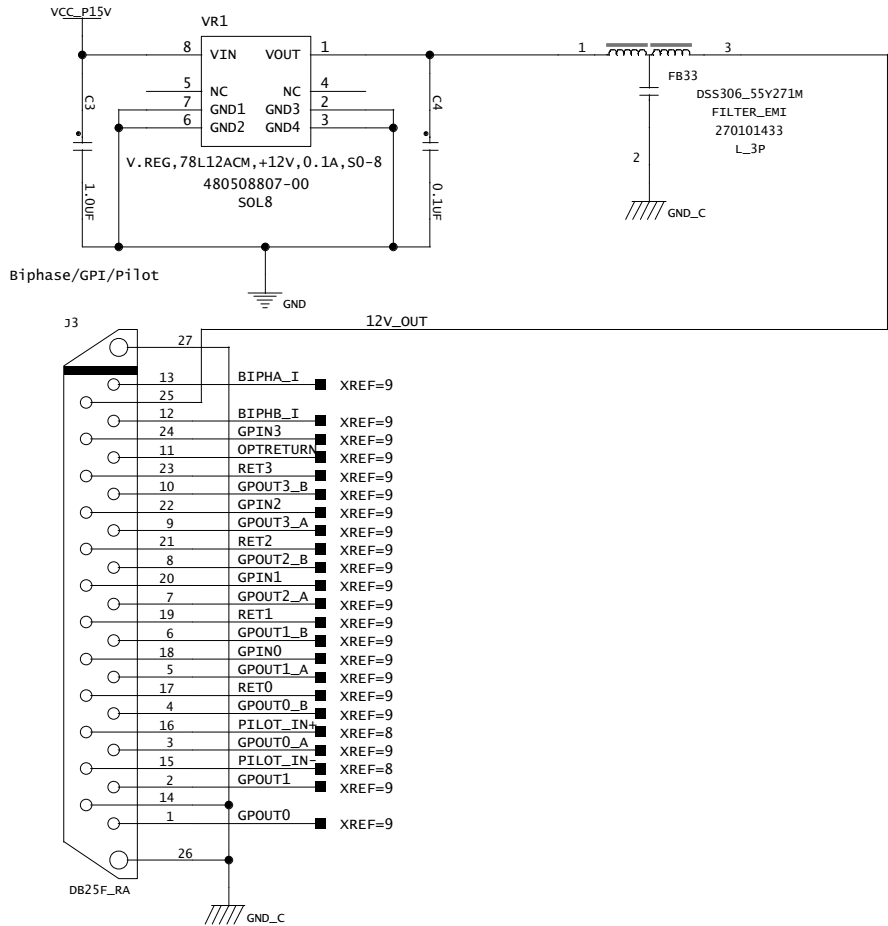 VCC_P15V
VR1
8 VIN VOUT 1
5 NC NC 4
7 GND1 GND3 2
6 GND2 GND4 3
C3
1.0UF
C4
0.1UF
V.REG,78L12ACM,+12V,0.1A,SO-8
480508807-00
SOL8
1 3
FB33
DSS306_55Y271M
FILTER_EMI
270101433
L_3P
2
GND_C
GND
Biphase/GPI/Pilot
12V_OUT
J3
27
13 BIPHA_I XREF=9
25
12 BIPHB_I XREF=9
24 GPIN3 XREF=9
11 OPTRETURN XREF=9
23 RET3 XREF=9
10 GPOUT3_B XREF=9
22 GPIN2 XREF=9
9 GPOUT3_A XREF=9
21 RET2 XREF=9
8 GPOUT2_B XREF=9
20 GPIN1 XREF=9
7 GPOUT2_A XREF=9
19 RET1 XREF=9
6 GPOUT1_B XREF=9
18 GPIN0 XREF=9
5 GPOUT1_A XREF=9
17 RET0 XREF=9
4 GPOUT0_B XREF=9
16 PILOT_IN+ XREF=8
3 GPOUT0_A XREF=9
15 PILOT_IN- XREF=8
2 GPOUT1 XREF=9
14
1 GPOUT0 XREF=9
26
DB25F_RA
GND_C